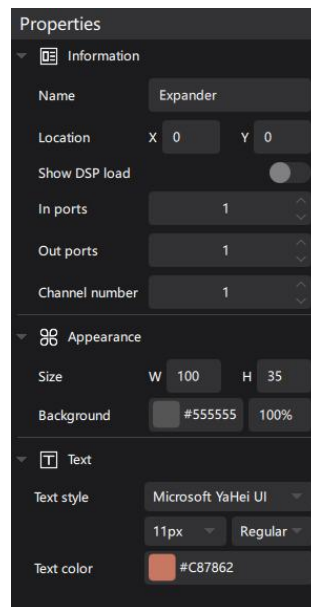 Properties
Information
Name Expander
Location X 0 Y 0
Show DSP load
In ports 1
Out ports 1
Channel number 1
Appearance
Size W 100 H 35
Background #555555 100%
T Text
Text style Microsoft YaHei UI
11px Regular
Text color #C87862